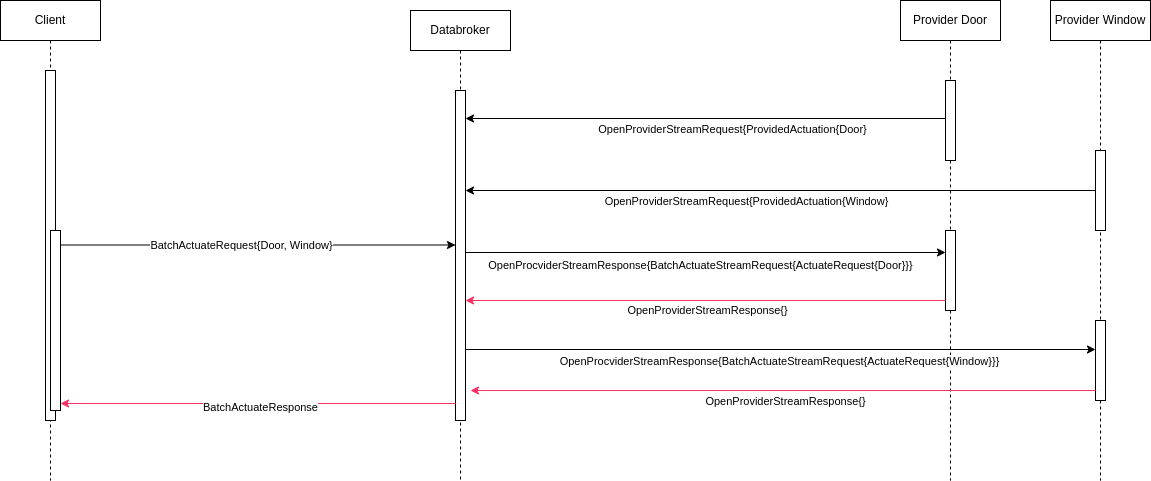 Client
Databroker
Provider Door
Provider Window
OpenProviderStreamRequest{ProvidedActuation{Door}
OpenProviderStreamRequest{ProvidedActuation{Window}
BatchActuateRequest{Door, Window}
OpenProcviderStreamResponse{BatchActuateStreamRequest{ActuateRequest{Door}}}
OpenProviderStreamResponse{}
OpenProcviderStreamResponse{BatchActuateStreamRequest{ActuateRequest{Window}}}
OpenProviderStreamResponse{}
BatchActuateResponse